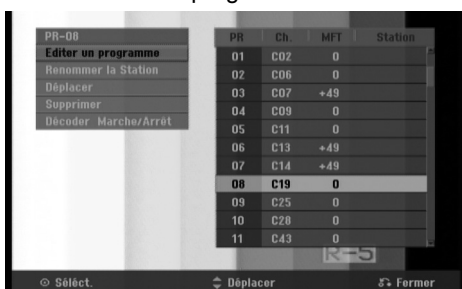 progr
PR-08
Editer un programme
Renommer la Station
Déplacer
Supprimer
Décoder Marche/Arrêt
PR Ch. MFT Station
01 C02 0
02 C06 0
03 C07 +49
04 C09 0
05 C11 0
06 C13 +49
07 C14 +49
08 C19 0
09 C25 0
10 C28 0
11 C43 0
R-5
Séléct. Déplacer Fermer